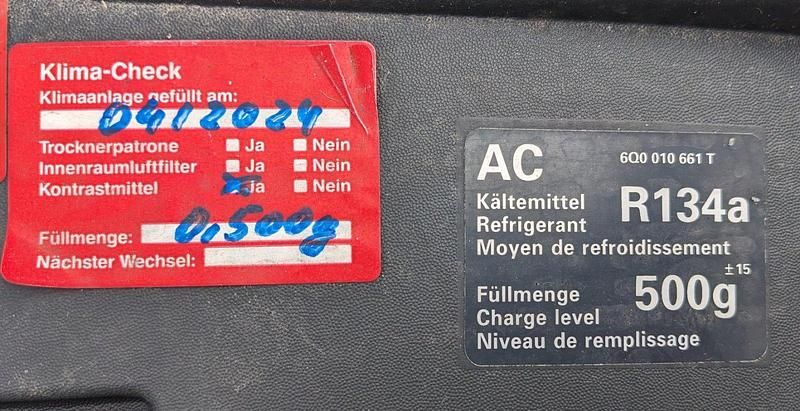 Klima-Check
Klimaanlage gefüllt am:
04/2024
Trocknerpatrone Ja Nein
Innenraumluftfilter Ja Nein
Kontrastmittel x Ja Nein
Füllmenge: 0,500g
Nächster Wechsel:
AC 6Q0 010 661 T
Kältemittel R134a
Refrigerant
Moyen de refroidissement
±15
Füllmenge 500g
Charge level
Niveau de remplissage